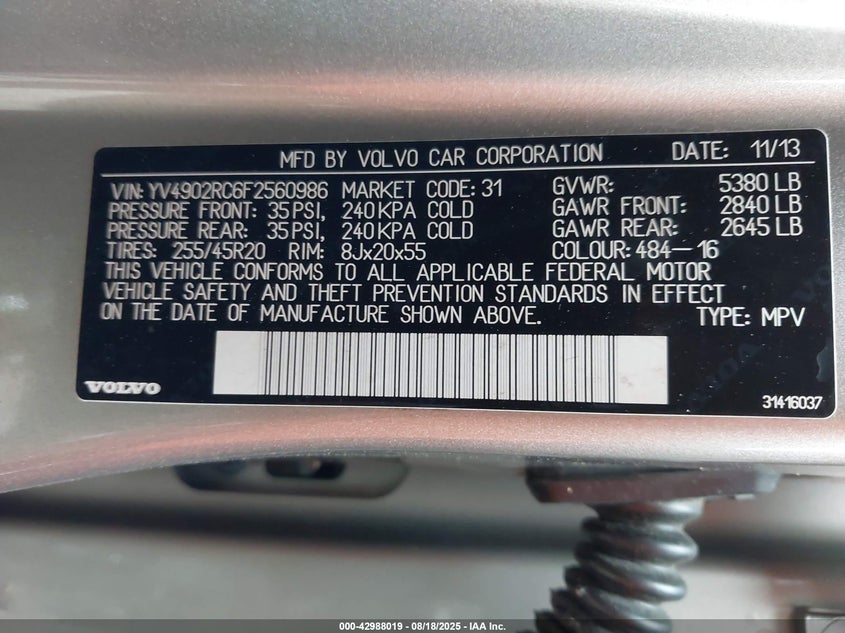 MFD BY VOLVO CAR CORPORATION DATE: 11/13
VIN: YV4902RC6F2560986 MARKET CODE: 31 GVWR: 5380 LB
PRESSURE FRONT: 35 PSI, 240 KPA COLD GAWR FRONT: 2840 LB
PRESSURE REAR: 35 PSI, 240 KPA COLD GAWR REAR: 2645 LB
TIRES: 255/45R20 RIM: 8Jx20x55 COLOUR: 484-16
THIS VEHICLE CONFORMS TO ALL APPLICABLE FEDERAL MOTOR
VEHICLE SAFETY AND THEFT PREVENTION STANDARDS IN EFFECT
ON THE DATE OF MANUFACTURE SHOWN ABOVE. TYPE: MPV
VOLVO 31416037
000-42988019 - 08/18/2025 - IAA Inc.